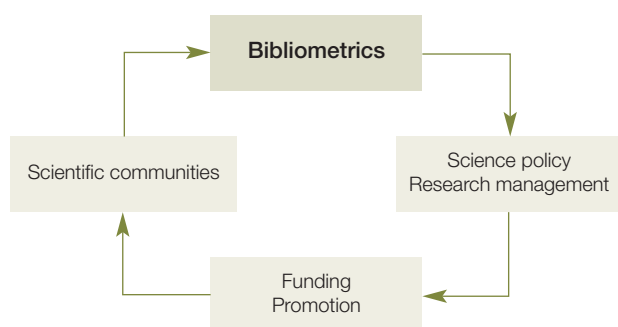 Bibliometrics
Scientific communities
Science policy
Research management
Funding
Promotion